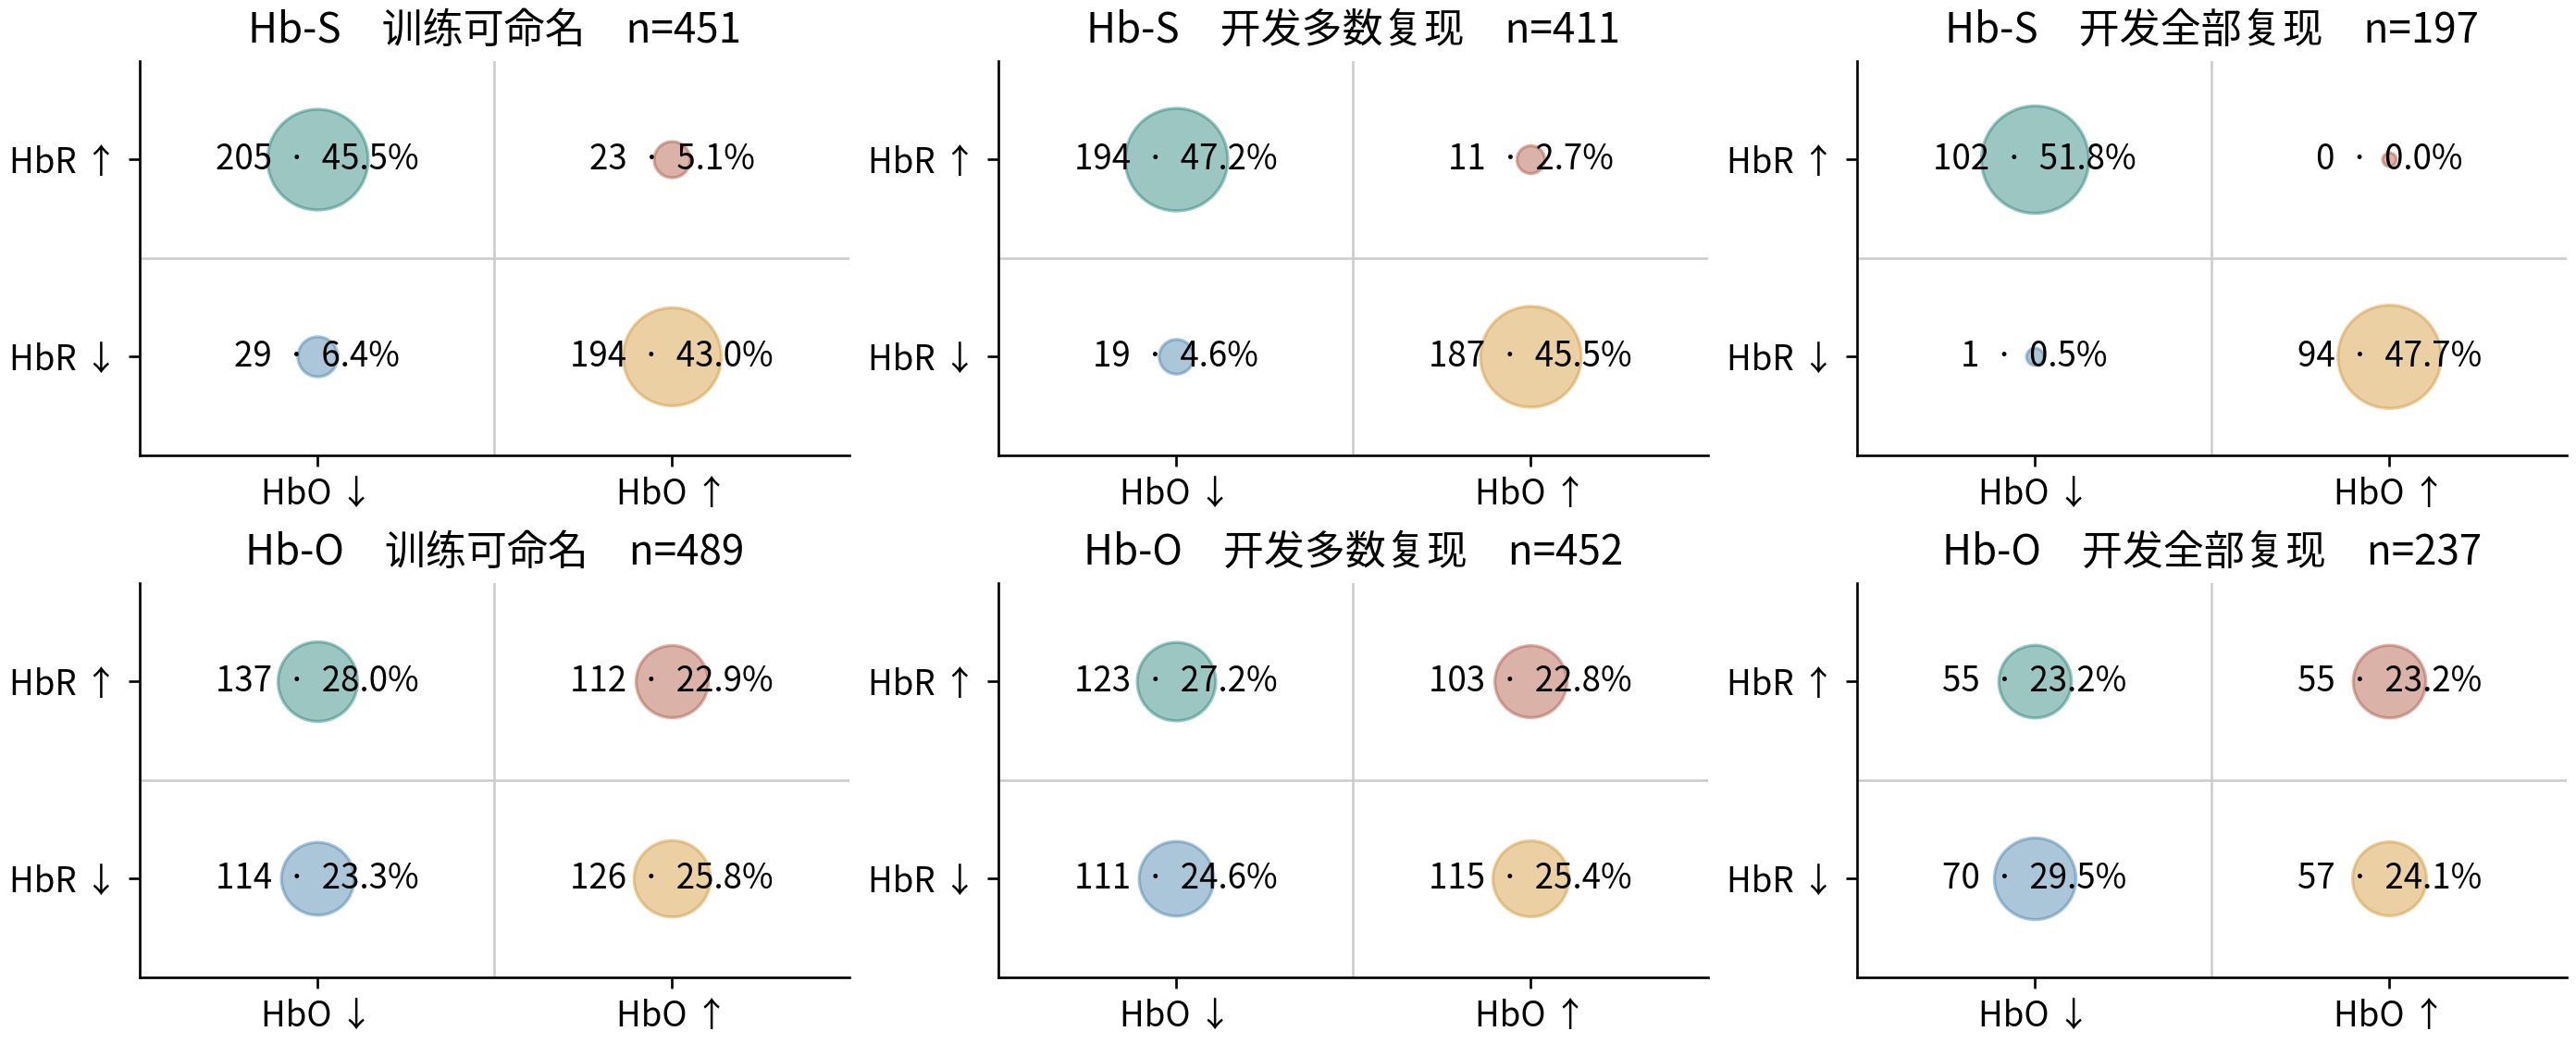 Hb-S 训练可命名 n=451
HbR ↑
205 · 45.5%
23 · 5.1%
HbR ↓
29 · 6.4%
194 · 43.0%
HbO ↓
HbO ↑
Hb-S 开发多数复现 n=411
HbR ↑
194 · 47.2%
11 · 2.7%
HbR ↓
19 · 4.6%
187 · 45.5%
HbO ↓
HbO ↑
Hb-S 开发全部复现 n=197
HbR ↑
102 · 51.8%
0 · 0.0%
HbR ↓
1 · 0.5%
94 · 47.7%
HbO ↓
HbO ↑
Hb-O 训练可命名 n=489
HbR ↑
137 · 28.0%
112 · 22.9%
HbR ↓
114 · 23.3%
126 · 25.8%
HbO ↓
HbO ↑
Hb-O 开发多数复现 n=452
HbR ↑
123 · 27.2%
103 · 22.8%
HbR ↓
111 · 24.6%
115 · 25.4%
HbO ↓
HbO ↑
Hb-O 开发全部复现 n=237
HbR ↑
55 · 23.2%
55 · 23.2%
HbR ↓
70 · 29.5%
57 · 24.1%
HbO ↓
HbO ↑